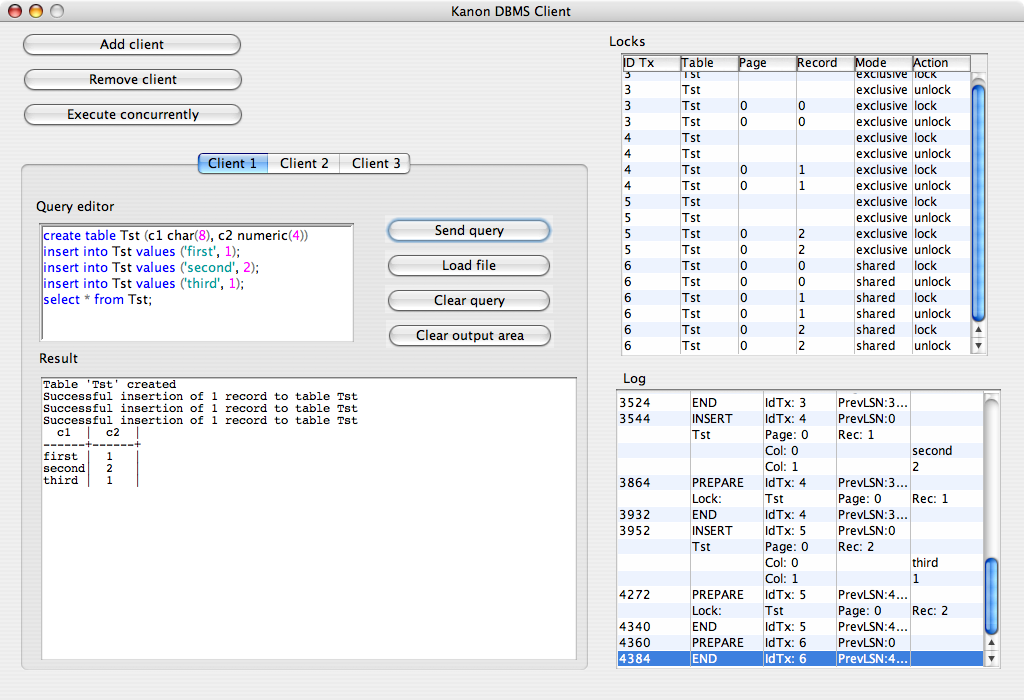 Kanon DBMS Client
Add client
Remove client
Execute concurrently
Client 1 Client 2 Client 3
Query editor
create table Tst (c1 char(8), c2 numeric(4))
insert into Tst values ('first', 1);
insert into Tst values ('second', 2);
insert into Tst values ('third', 1);
select * from Tst;
Send query
Load file
Clear query
Clear output area
Result
Table 'Tst' created
Successful insertion of 1 record to table Tst
Successful insertion of 1 record to table Tst
Successful insertion of 1 record to table Tst
c1 | c2 |
------+------+
first | 1 |
second| 2 |
third | 1 |
Locks
ID Tx Table Page Record Mode Action
3 Tst exclusive lock
3 Tst exclusive unlock
3 Tst 0 0 exclusive lock
3 Tst 0 0 exclusive unlock
4 Tst exclusive lock
4 Tst exclusive unlock
4 Tst 0 1 exclusive lock
4 Tst 0 1 exclusive unlock
5 Tst exclusive lock
5 Tst exclusive unlock
5 Tst 0 2 exclusive lock
5 Tst 0 2 exclusive unlock
6 Tst 0 0 shared lock
6 Tst 0 0 shared unlock
6 Tst 0 1 shared lock
6 Tst 0 1 shared unlock
6 Tst 0 2 shared lock
6 Tst 0 2 shared unlock
Log
3524 END IdTx: 3 PrevLSN:3...
3544 INSERT IdTx: 4 PrevLSN:0
Tst Page: 0 Rec: 1
Col: 0 second
Col: 1 2
3864 PREPARE IdTx: 4 PrevLSN:3...
Lock: Tst Page: 0 Rec: 1
3932 END IdTx: 4 PrevLSN:3...
3952 INSERT IdTx: 5 PrevLSN:0
Tst Page: 0 Rec: 2
Col: 0 third
Col: 1 1
4272 PREPARE IdTx: 5 PrevLSN:4...
Lock: Tst Page: 0 Rec: 2
4340 END IdTx: 5 PrevLSN:4...
4360 PREPARE IdTx: 6 PrevLSN:0
4384 END IdTx: 6 PrevLSN:4...